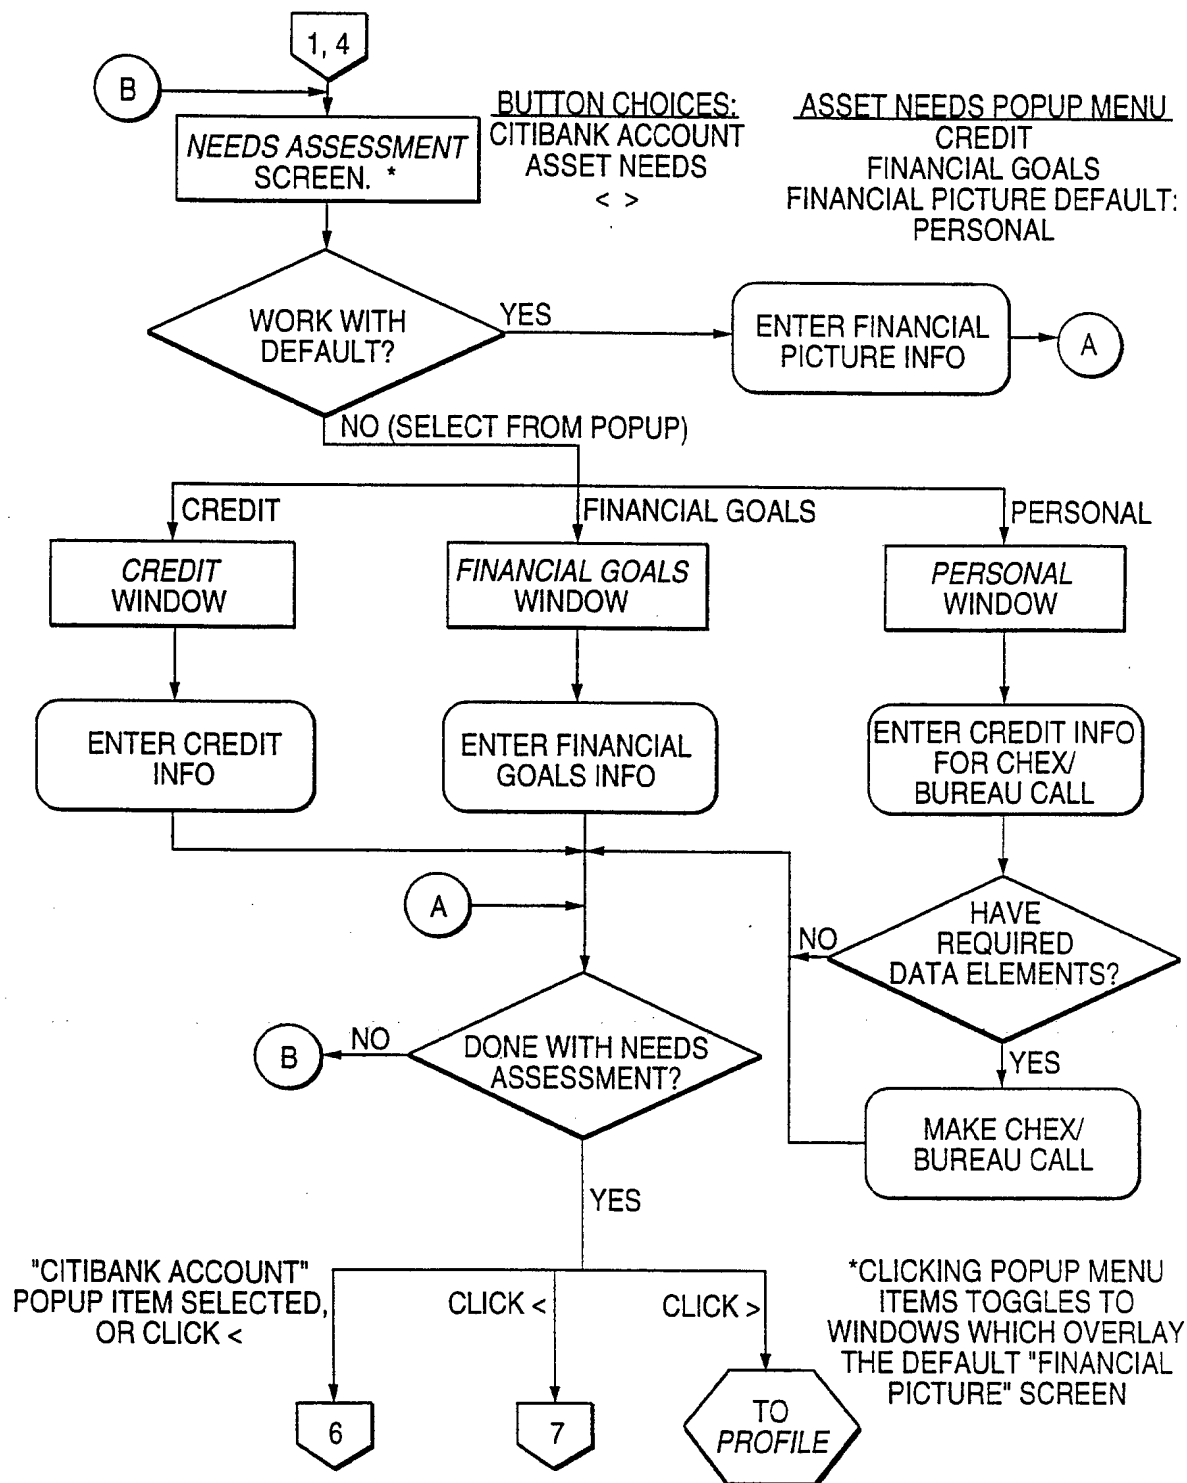 1, 4
B
NEEDS ASSESSMENT
SCREEN. *
BUTTON CHOICES:
CITIBANK ACCOUNT
ASSET NEEDS
< >
ASSET NEEDS POPUP MENU
CREDIT
FINANCIAL GOALS
FINANCIAL PICTURE DEFAULT:
PERSONAL
WORK WITH
DEFAULT?
YES
ENTER FINANCIAL
PICTURE INFO
A
NO (SELECT FROM POPUP)
CREDIT
FINANCIAL GOALS
PERSONAL
CREDIT
WINDOW
FINANCIAL GOALS
WINDOW
PERSONAL
WINDOW
ENTER CREDIT
INFO
ENTER FINANCIAL
GOALS INFO
ENTER CREDIT INFO
FOR CHEX/
BUREAU CALL
A
HAVE
REQUIRED
DATA ELEMENTS?
NO
YES
B
NO
DONE WITH NEEDS
ASSESSMENT?
MAKE CHEX/
BUREAU CALL
YES
"CITIBANK ACCOUNT"
POPUP ITEM SELECTED,
OR CLICK <
CLICK <
CLICK >
*CLICKING POPUP MENU
ITEMS TOGGLES TO
WINDOWS WHICH OVERLAY
THE DEFAULT "FINANCIAL
PICTURE" SCREEN
6
7
TO
PROFILE